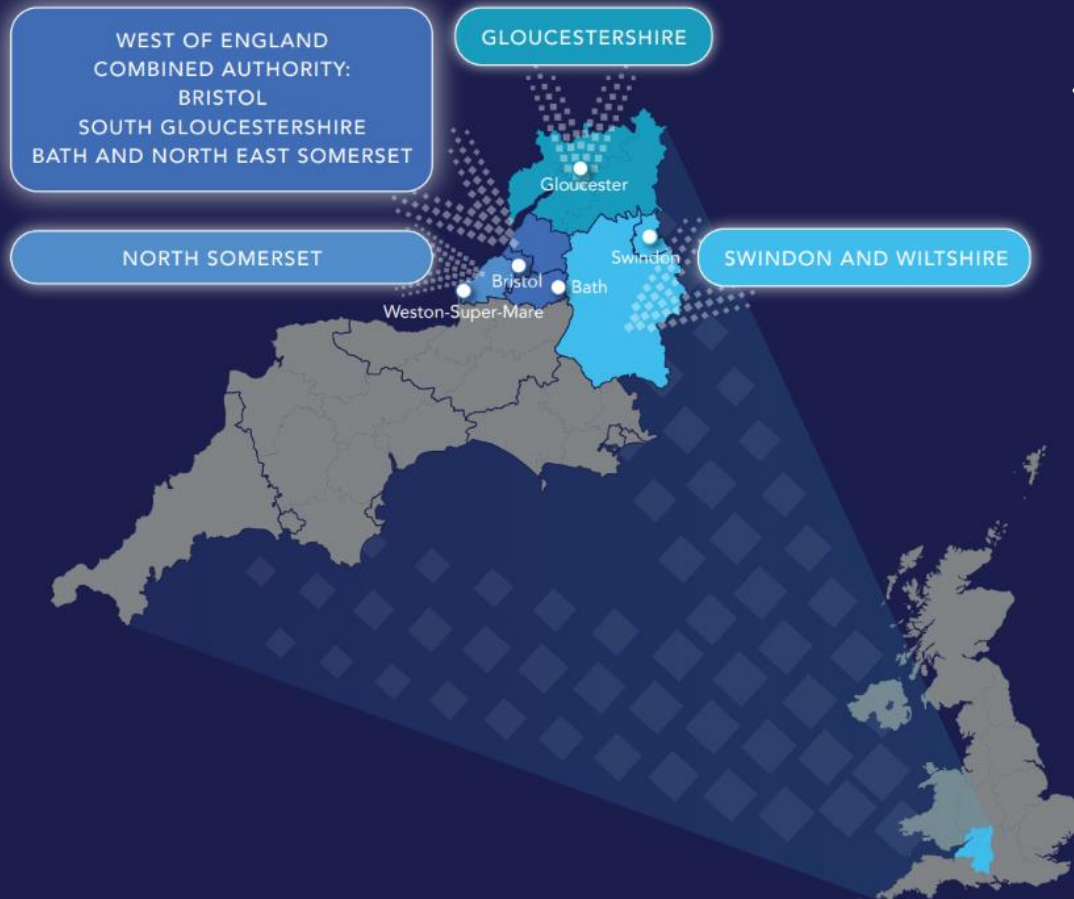 WEST OF ENGLAND
COMBINED AUTHORITY:
BRISTOL
SOUTH GLOUCESTERSHIRE
BATH AND NORTH EAST SOMERSET
GLOUCESTERSHIRE
NORTH SOMERSET
SWINDON AND WILTSHIRE
Gloucester
Swindon
Bristol
Bath
Weston-Super-Mare